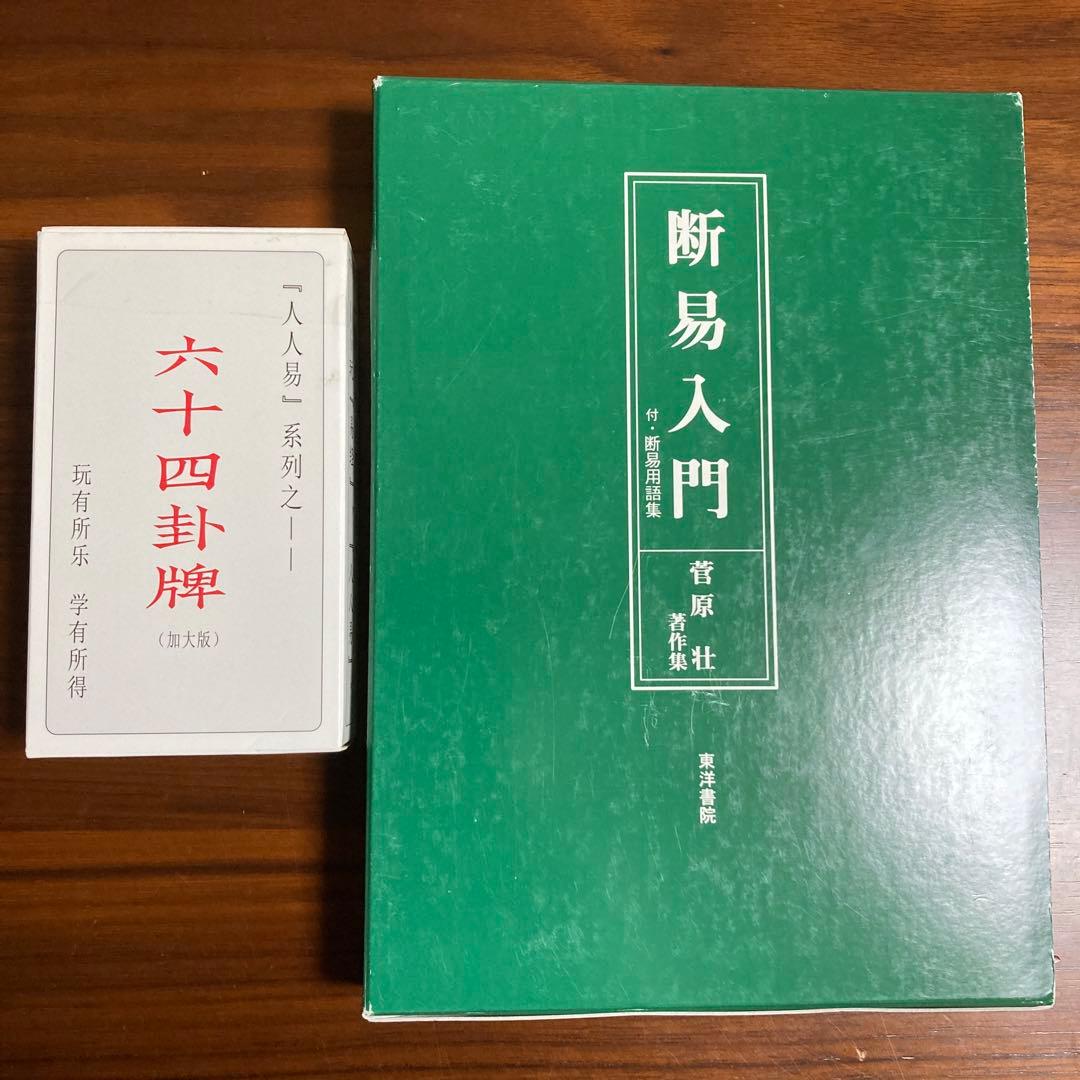 『人人易』系列之——
六十四卦牌
（加大版）
玩有所乐 学有所得
断易入門
付・断易用語集
菅原壮
著作集
東洋書院